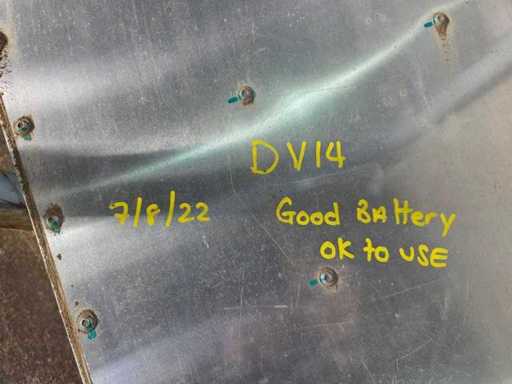 DV14
7/8/22
Good BAttery
OK to USE